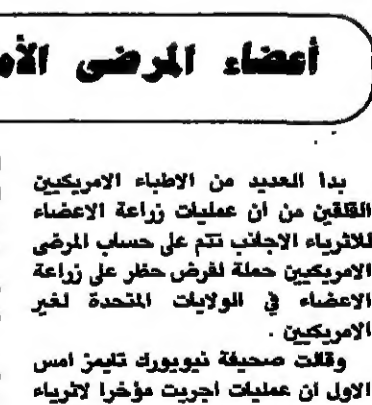 أعضاء المرضى
بدا العديد من الاطباء الامريكيين
القلقين من ان عمليات زراعة الاعضاء
للاثرياء الاجانب تتم على حساب المرضى
الامريكيين حملة لفرض حظر على زراعة
الاعضاء في الولايات المتحدة لغير
الامريكيين .
وقالت صحيفة نيويورك تايمز امس
الاول ان عمليات اجريت مؤخرا لاثرياء